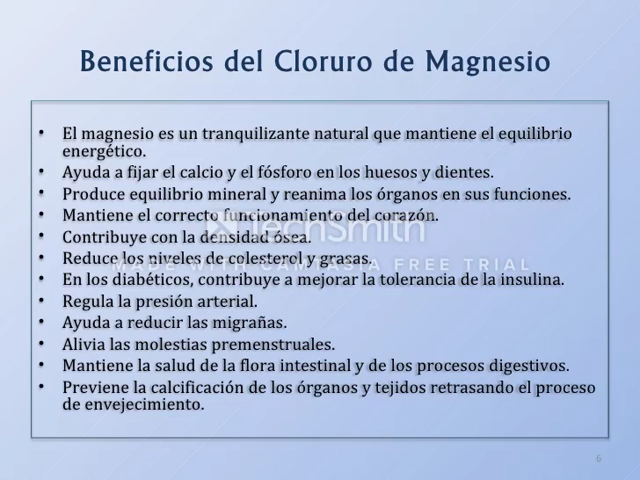 Beneficios del Cloruro de Magnesio
• El magnesio es un tranquilizante natural que mantiene el equilibrio
energético.
• Ayuda a fijar el calcio y el fósforo en los huesos y dientes.
• Produce equilibrio mineral y reanima los órganos en sus funciones.
• Mantiene el correcto funcionamiento del corazón.
TechSmith
• Contribuye con la densidad ósea.
• Reduce los niveles de colesterol y grasas.
MADE WITH CAMTASIA FREE TRIAL
• En los diabéticos, contribuye a mejorar la tolerancia de la insulina.
• Regula la presión arterial.
• Ayuda a reducir las migrañas.
• Alivia las molestias premenstruales.
• Mantiene la salud de la flora intestinal y de los procesos digestivos.
• Previene la calcificación de los órganos y tejidos retrasando el proceso
de envejecimiento.
6